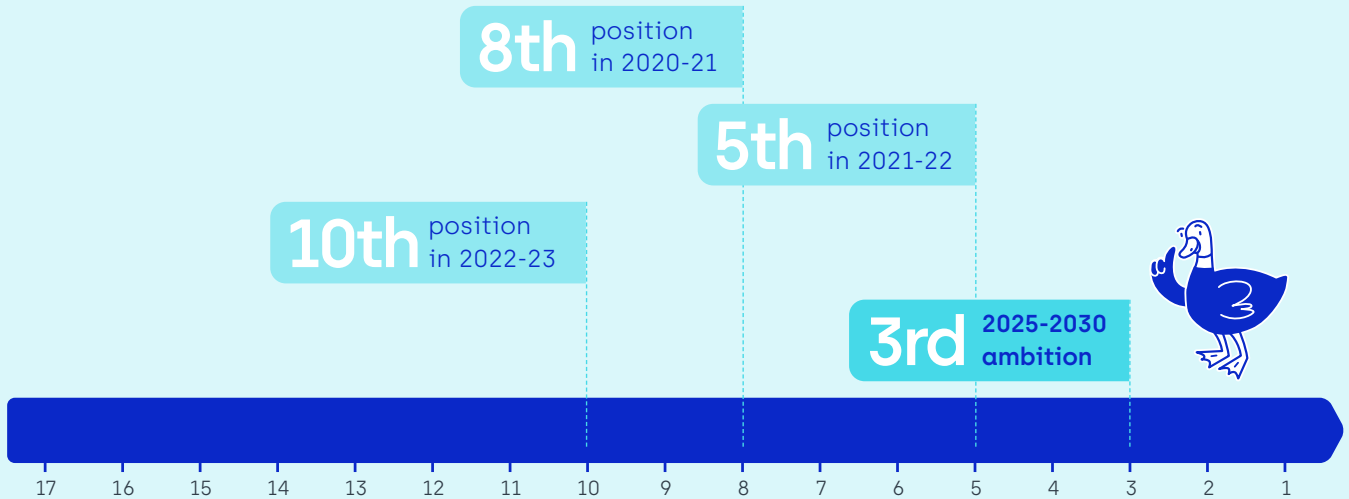 8th position
in 2020-21
5th position
in 2021-22
10th position
in 2022-23
3rd 2025-2030
ambition
17 16 15 14 13 12 11 10 9 8 7 6 5 4 3 2 1